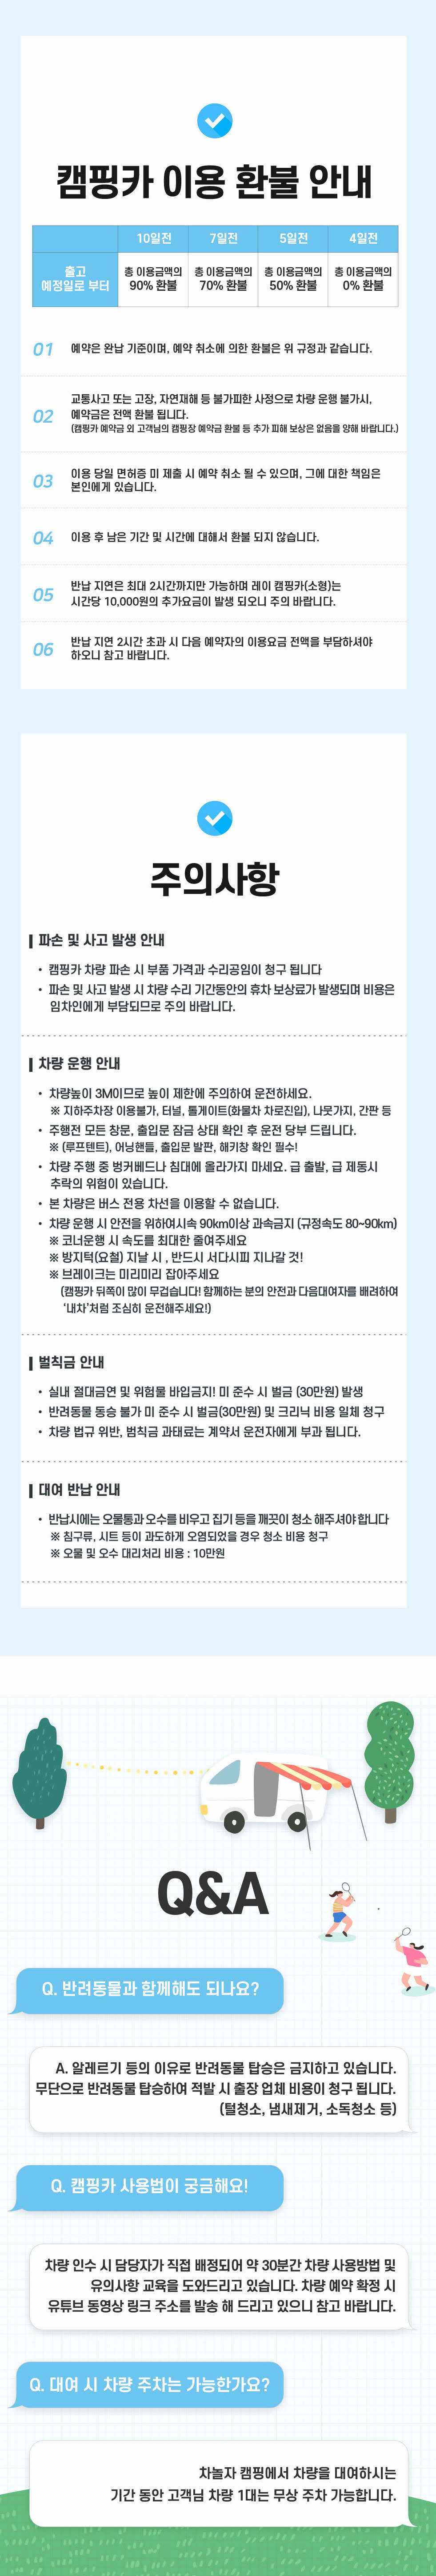 캠핑카 이용 환불 안내
10일전 7일전 5일전 4일전
출고
예정일로 부터
총 이용금액의 총 이용금액의 총 이용금액의 총 이용금액의
90% 환불 70% 환불 50% 환불 0% 환불
01 예약은 완납 기준이며, 예약 취소에 의한 환불은 위 규정과 같습니다.
02 교통사고 또는 고장, 자연재해 등 불가피한 사정으로 차량 운행 불가시,
예약금은 전액 환불 됩니다.
(캠핑카 예약금 외 고객님의 캠핑장 예약금 환불 등 추가 피해 보상은 없음을 양해 바랍니다.)
03 이용 당일 면허증 미 제출 시 예약 취소 될 수 있으며, 그에 대한 책임은
본인에게 있습니다.
04 이용 후 남은 기간 및 시간에 대해서 환불 되지 않습니다.
05 반납 지연은 최대 2시간까지만 가능하며 레이 캠핑카(소형)는
시간당 10,000원의 추가요금이 발생 되오니 주의 바랍니다.
06 반납 지연 2시간 초과 시 다음 예약자의 이용요금 전액을 부담하셔야
하오니 참고 바랍니다.
주의사항
파손 및 사고 발생 안내
• 캠핑카 차량 파손 시 부품 가격과 수리공임이 청구 됩니다
• 파손 및 사고 발생 시 차량 수리 기간동안의 휴차 보상료가 발생되며 비용은
임차인에게 부담되므로 주의 바랍니다.
차량 운행 안내
• 차량높이 3M이므로 높이 제한에 주의하여 운전하세요.
※ 지하주차장 이용불가, 터널, 톨게이트(화물차 차로진입), 나뭇가지, 간판 등
• 주행전 모든 창문, 출입문 잠금 상태 확인 후 운전 당부 드립니다.
※ (루프텐트), 어닝핸들, 출입문 발판, 해키창 확인 필수!
• 차량 주행 중 벙커베드나 침대에 올라가지 마세요. 급 출발, 급 제동시
추락의 위험이 있습니다.
• 본 차량은 버스 전용 차선을 이용할 수 없습니다.
• 차량 운행 시 안전을 위하여시속 90km이상 과속금지 (규정속도 80~90km)
※ 코너운행 시 속도를 최대한 줄여주세요
※ 방지턱(요철) 지날 시 , 반드시 서다시피 지나갈 것!
※ 브레이크는 미리미리 잡아주세요
(캠핑카 뒤쪽이 많이 무겁습니다! 함께하는 분의 안전과 다음대여자를 배려하여
'내차'처럼 조심히 운전해주세요!)
벌칙금 안내
• 실내 절대금연 및 위험물 바입금지! 미 준수 시 벌금 (30만원) 발생
• 반려동물 동승 불가 미 준수 시 벌금(30만원) 및 크리닉 비용 일체 청구
• 차량 법규 위반, 범칙금 과태료는 계약서 운전자에게 부과 됩니다.
대여 반납 안내
• 반납시에는 오물통과 오수를 비우고 집기 등을 깨끗이 청소 해주셔야 합니다
※ 침구류, 시트 등이 과도하게 오염되었을 경우 청소 비용 청구
※ 오물 및 오수 대리처리 비용 : 10만원
Q&A
Q. 반려동물과 함께해도 되나요?
A. 알레르기 등의 이유로 반려동물 탑승은 금지하고 있습니다.
무단으로 반려동물 탑승하여 적발 시 출장 업체 비용이 청구 됩니다.
(털청소, 냄새제거, 소독청소 등)
Q. 캠핑카 사용법이 궁금해요!
차량 인수 시 담당자가 직접 배정되어 약 30분간 차량 사용방법 및
유의사항 교육을 도와드리고 있습니다. 차량 예약 확정 시
유튜브 동영상 링크 주소를 발송 해 드리고 있으니 참고 바랍니다.
Q. 대여 시 차량 주차는 가능한가요?
차놀자 캠핑에서 차량을 대여하시는
기간 동안 고객님 차량 1대는 무상 주차 가능합니다.